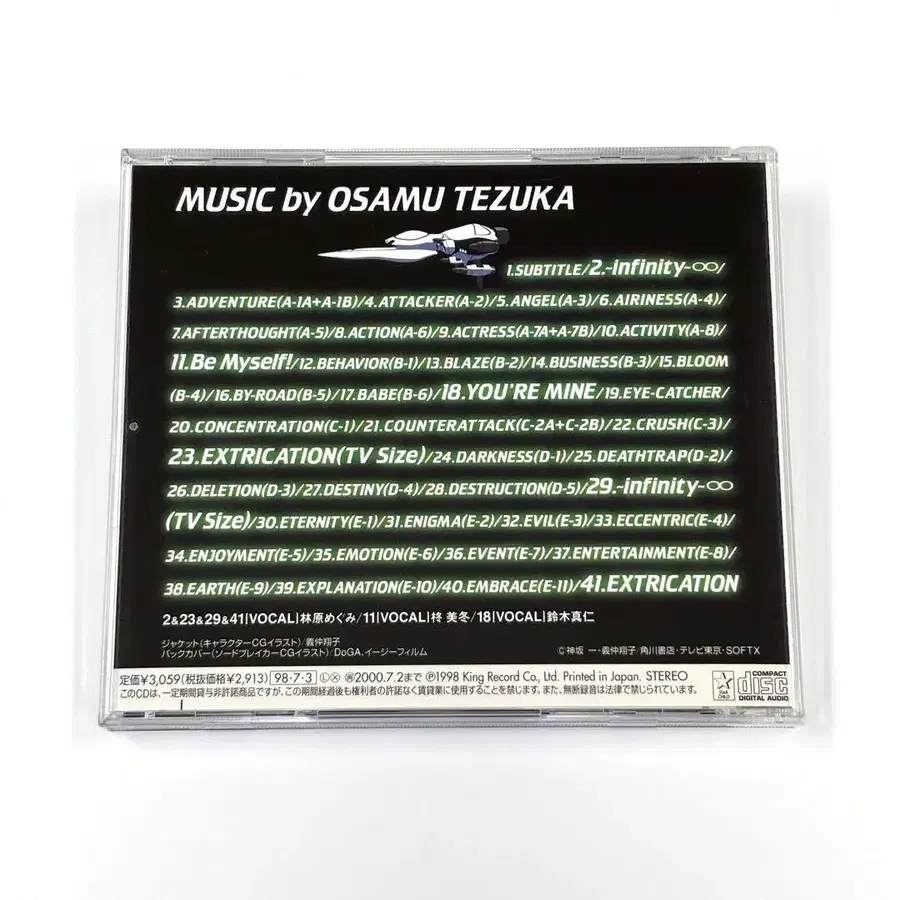 MUSIC by OSAMU TEZUKA
1.SUBTITLE/2.-infinity-∞/
3.ADVENTURE(A-1A+A-1B)/4.ATTACKER(A-2)/5.ANGEL(A-3)/6.AIRINESS(A-4)/
7.AFTERTHOUGHT(A-5)/8.ACTION(A-6)/9.ACTRESS(A-7A+A-7B)/10.ACTIVITY(A-8)/
11.Be Myself!/12.BEHAVIOR(B-1)/13.BLAZE(B-2)/14.BUSINESS(B-3)/15.BLOOM
(B-4)/16.BY-ROAD(B-5)/17.BABE(B-6)/18.YOU'RE MINE/19.EYE-CATCHER/
20.CONCENTRATION(C-1)/21.COUNTERATTACK(C-2A+C-2B)/22.CRUSH(C-3)/
23.EXTRICATION(TV Size)/24.DARKNESS(D-1)/25.DEATHTRAP(D-2)/
26.DELETION(D-3)/27.DESTINY(D-4)/28.DESTRUCTION(D-5)/29.-infinity-∞
(TV Size)/30.ETERNITY(E-1)/31.ENIGMA(E-2)/32.EVIL(E-3)/33.ECCENTRIC(E-4)/
34.ENJOYMENT(E-5)/35.EMOTION(E-6)/36.EVENT(E-7)/37.ENTERTAINMENT(E-8)/
38.EARTH(E-9)/39.EXPLANATION(E-10)/40.EMBRACE(E-11)/41.EXTRICATION
2&23&29&41|VOCAL|林原めぐみ/11|VOCAL|柊 美冬/18|VOCAL|鈴木真仁
ジャケット(キャラクターCGイラスト)/義仲翔子
バックカバー(ソードブレイカーCGイラスト)/DoGA、イージーフィルム
©神坂 一・義仲翔子/角川書店・テレビ東京・SOFTX
定価¥3,059(税抜価格¥2,913) 98・7・3 Ⓛ Ⓧ 2000.7.2まで ℗1998 King Record Co., Ltd. Printed in Japan. STEREO
このCDは、一定期間貸与非許諾商品ですが、この期間経過後も権利者の許諾なく賃貸業に使用することを禁じます。また、無断録音は法律で禁じられています。
STAR CHILD
COMPACT
disc
DIGITAL AUDIO